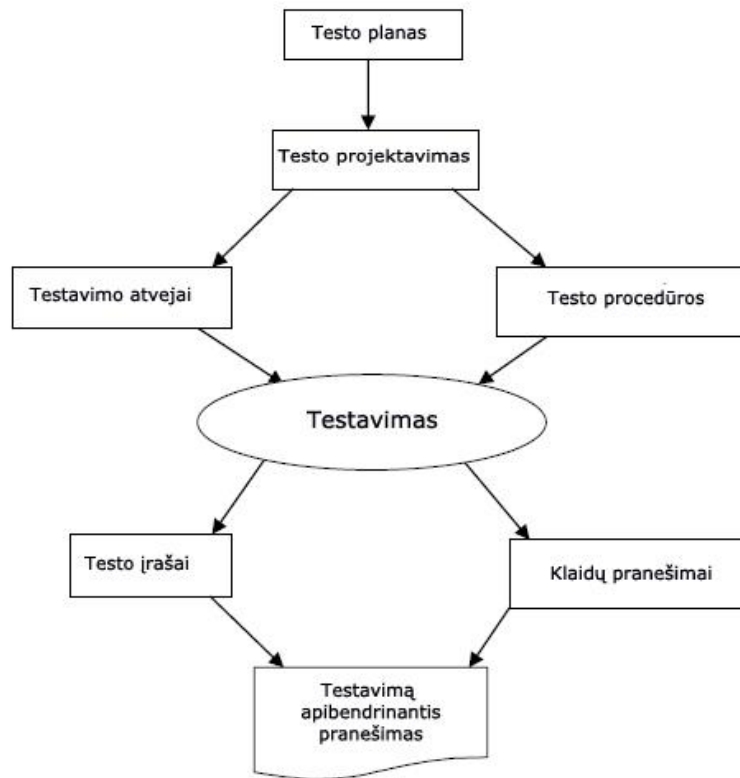 Testo planas
Testo projektavimas
Testavimo atvejai
Testo procedūros
Testavimas
Testo įrašai
Klaidų pranešimai
Testavimą
apibendrinantis
pranešimas